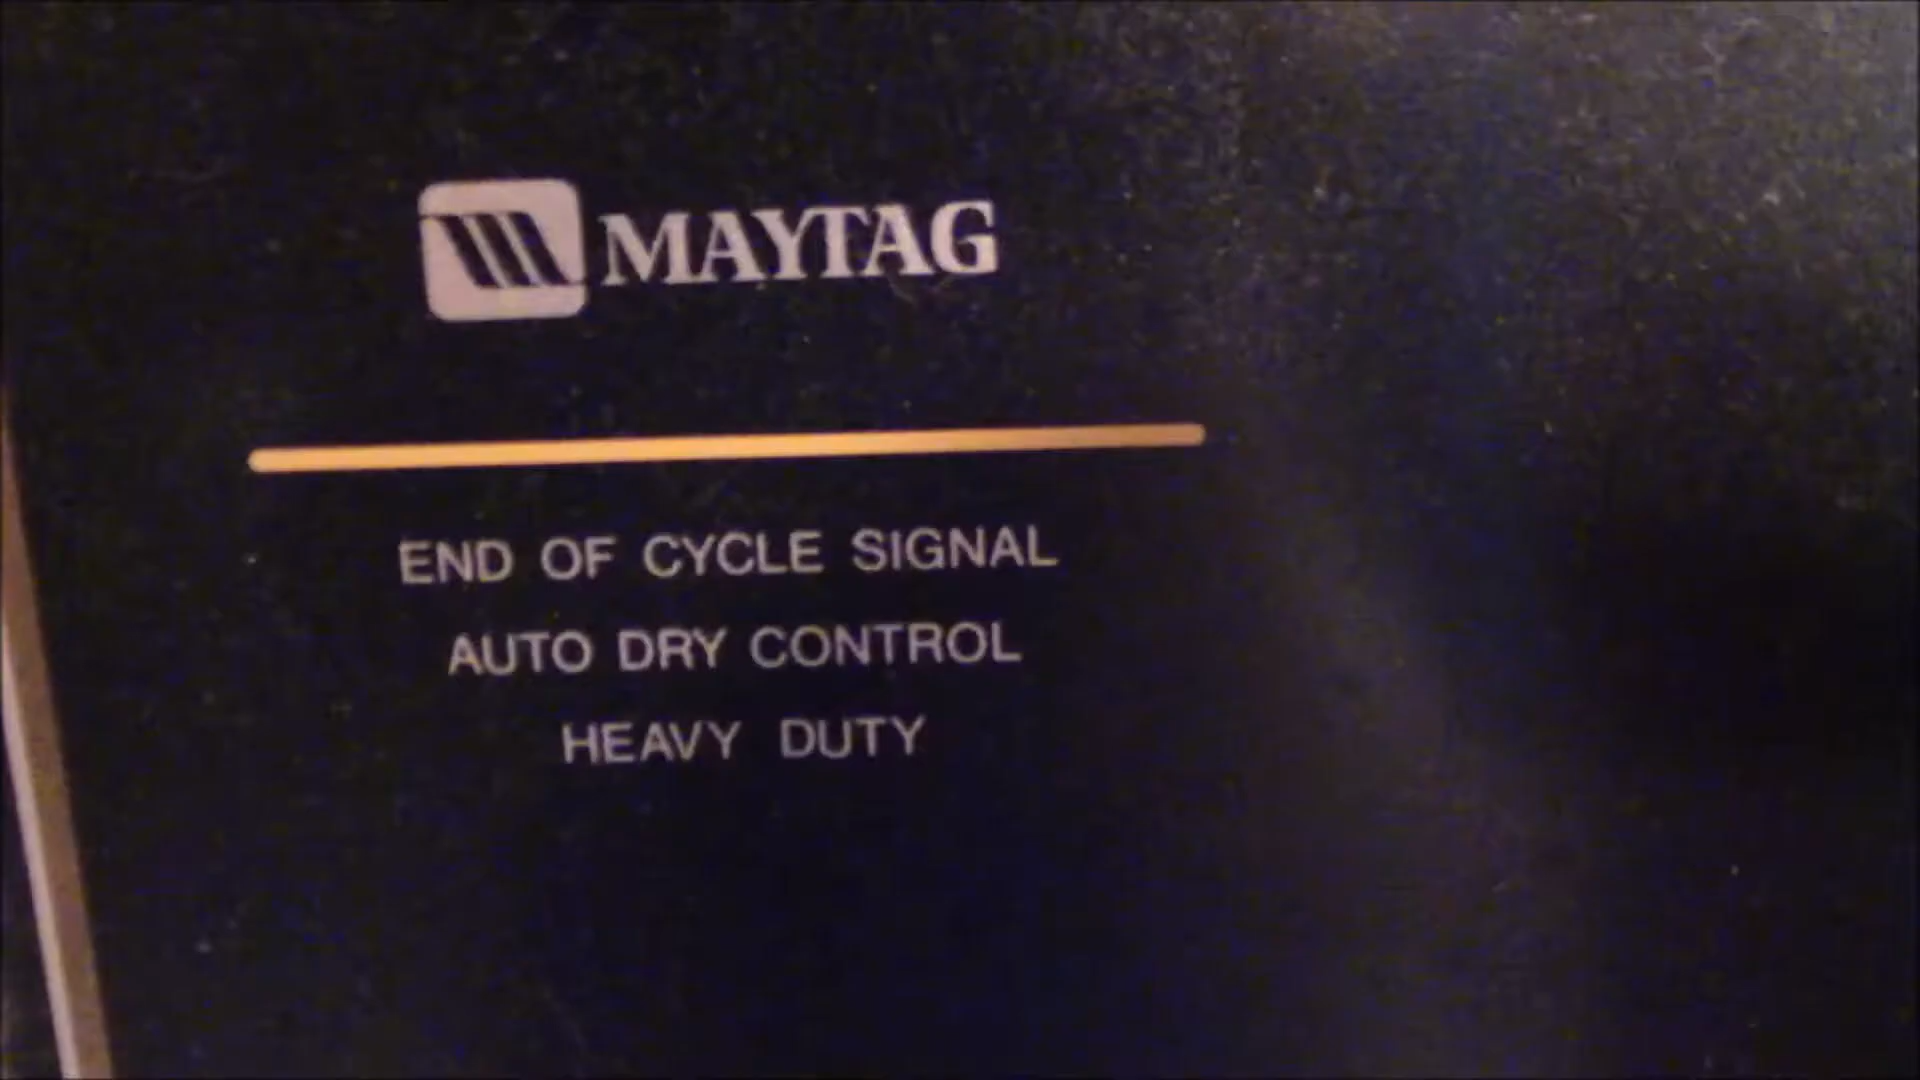 MAYTAG
END OF CYCLE SIGNAL
AUTO DRY CONTROL
HEAVY DUTY